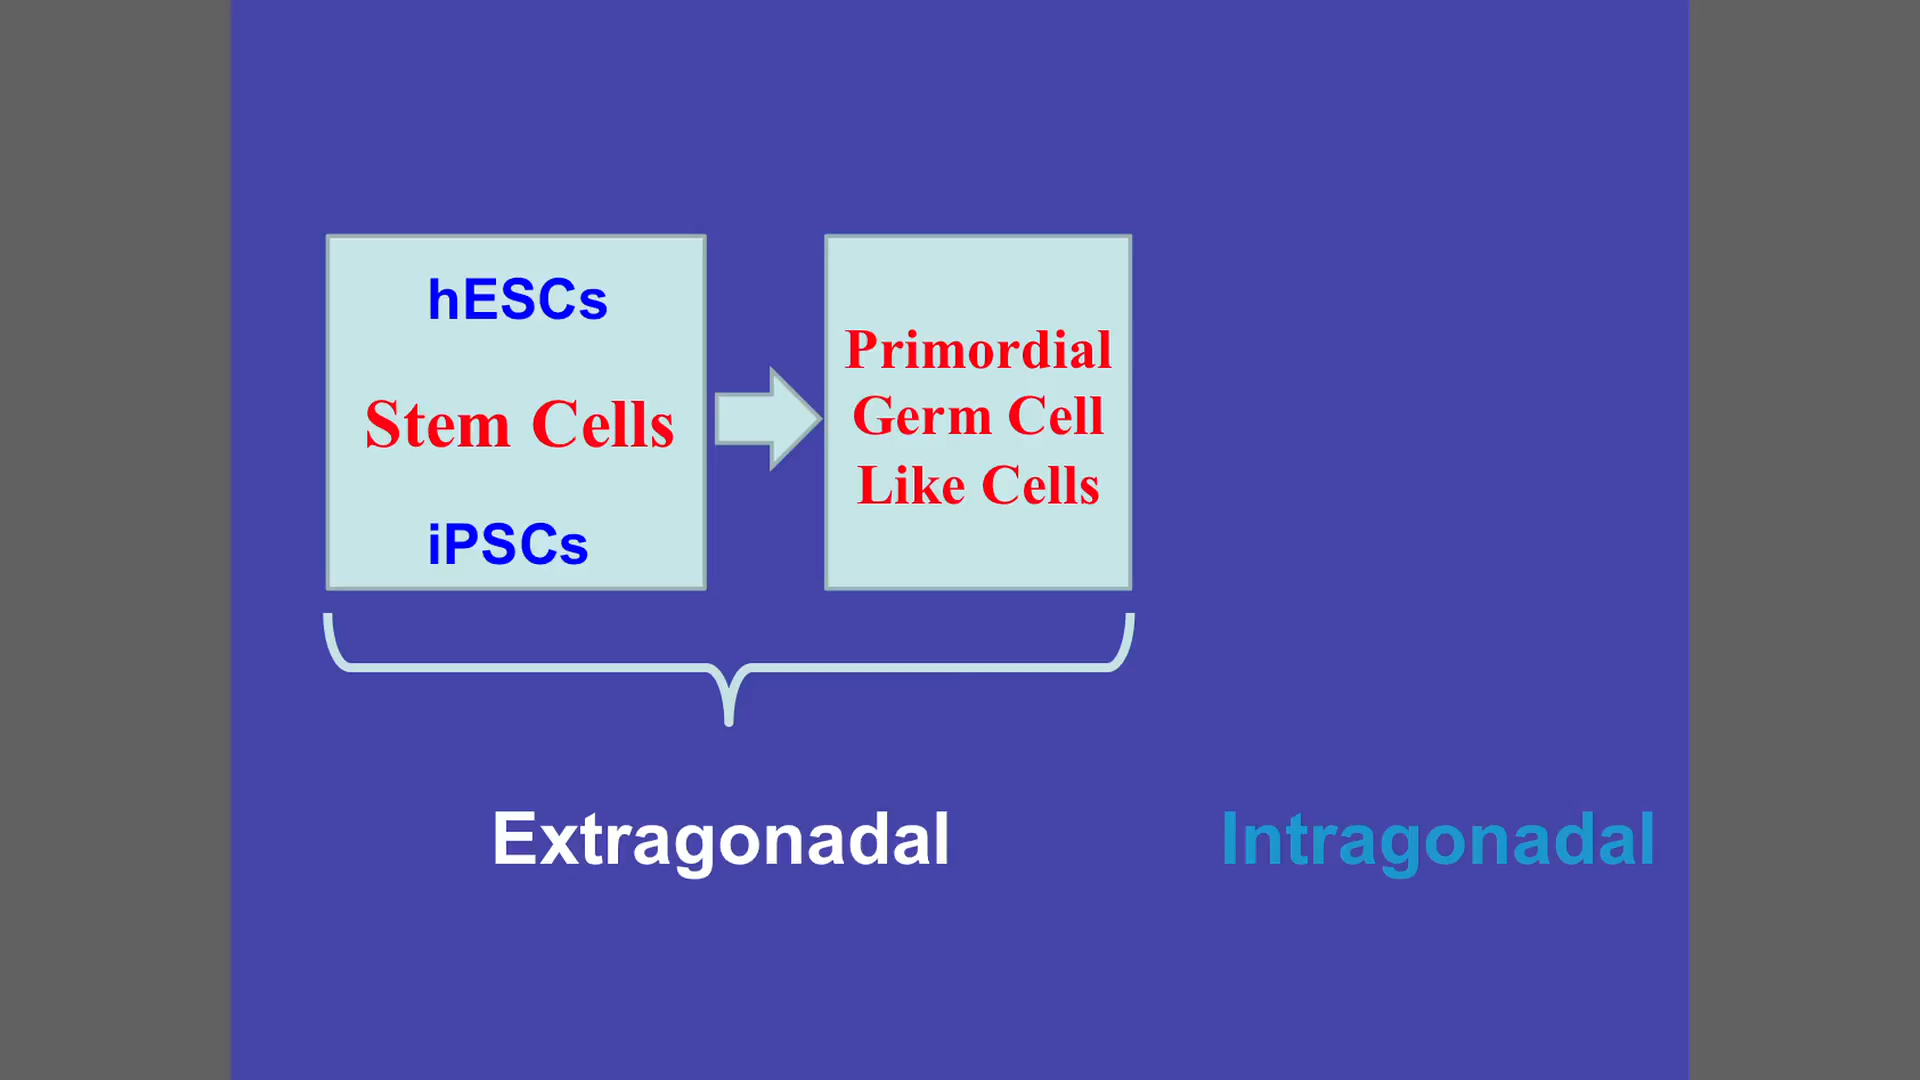 hESCs
Stem Cells
iPSCs
Primordial
Germ Cell
Like Cells
Extragonadal
Intragonadal